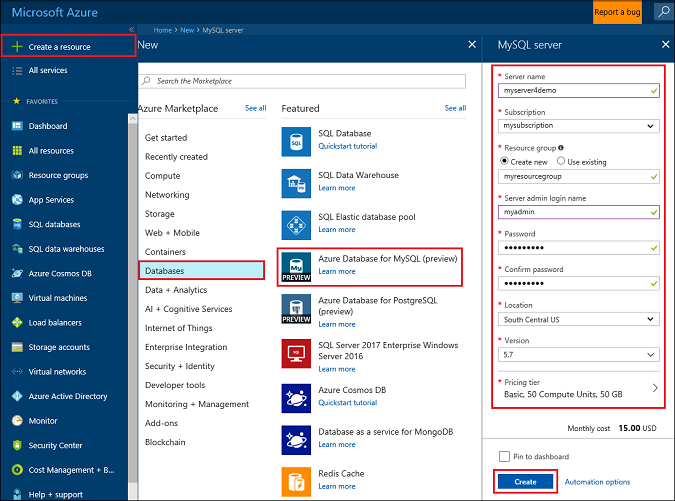 Microsoft Azure
Report a bug
Home > New > MySQL server
Create a resource
All services
FAVORITES
Dashboard
All resources
Resource groups
App Services
SQL databases
SQL data warehouses
Azure Cosmos DB
Virtual machines
Load balancers
Storage accounts
Virtual networks
Azure Active Directory
Monitor
Security Center
Cost Management + B...
Help + support
New
Search the Marketplace
Azure Marketplace
See all
Get started
Recently created
Compute
Networking
Storage
Web + Mobile
Containers
Databases
Data + Analytics
AI + Cognitive Services
Internet of Things
Enterprise Integration
Security + Identity
Developer tools
Monitoring + Management
Add-ons
Blockchain
Featured
See all
SQL
SQL Database
Quickstart tutorial
SQL Data Warehouse
Learn more
SQL Elastic database pool
Learn more
My
PREVIEW
Azure Database for MySQL (preview)
Learn more
PREVIEW
Azure Database for PostgreSQL
(preview)
Learn more
SQL Server 2017 Enterprise Windows
Server 2016
Learn more
Azure Cosmos DB
Quickstart tutorial
Database as a service for MongoDB
Learn more
Redis Cache
Learn more
MySQL server
* Server name
myserver4demo
* Subscription
mysubscription
* Resource group
Create new
Use existing
myresourcegroup
* Server admin login name
myadmin
* Password
•••••••••
* Confirm password
•••••••••
* Location
South Central US
* Version
5.7
* Pricing tier
Basic, 50 Compute Units, 50 GB
Monthly cost 15.00 USD
Pin to dashboard
Create
Automation options